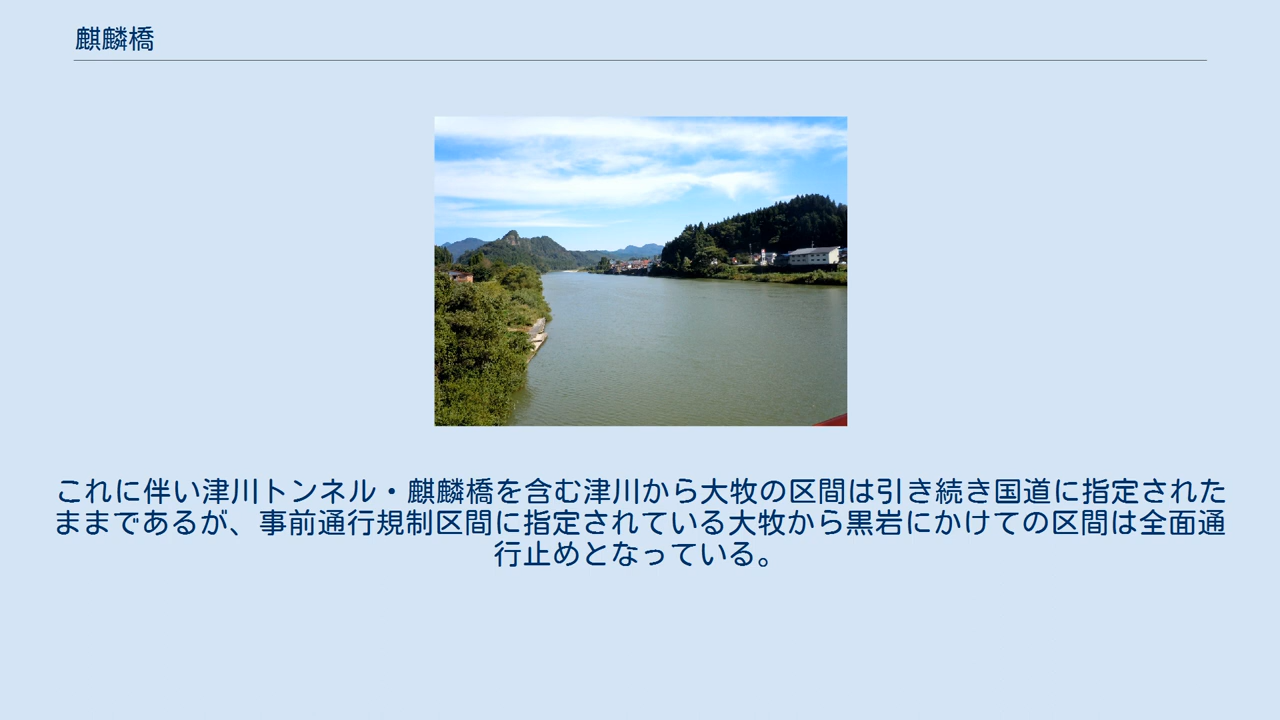 麒麟橋
これに伴い津川トンネル・麒麟橋を含む津川から大牧の区間は引き続き国道に指定された
ままであるが、事前通行規制区間に指定されている大牧から黒岩にかけての区間は全面通
行止めとなっている。